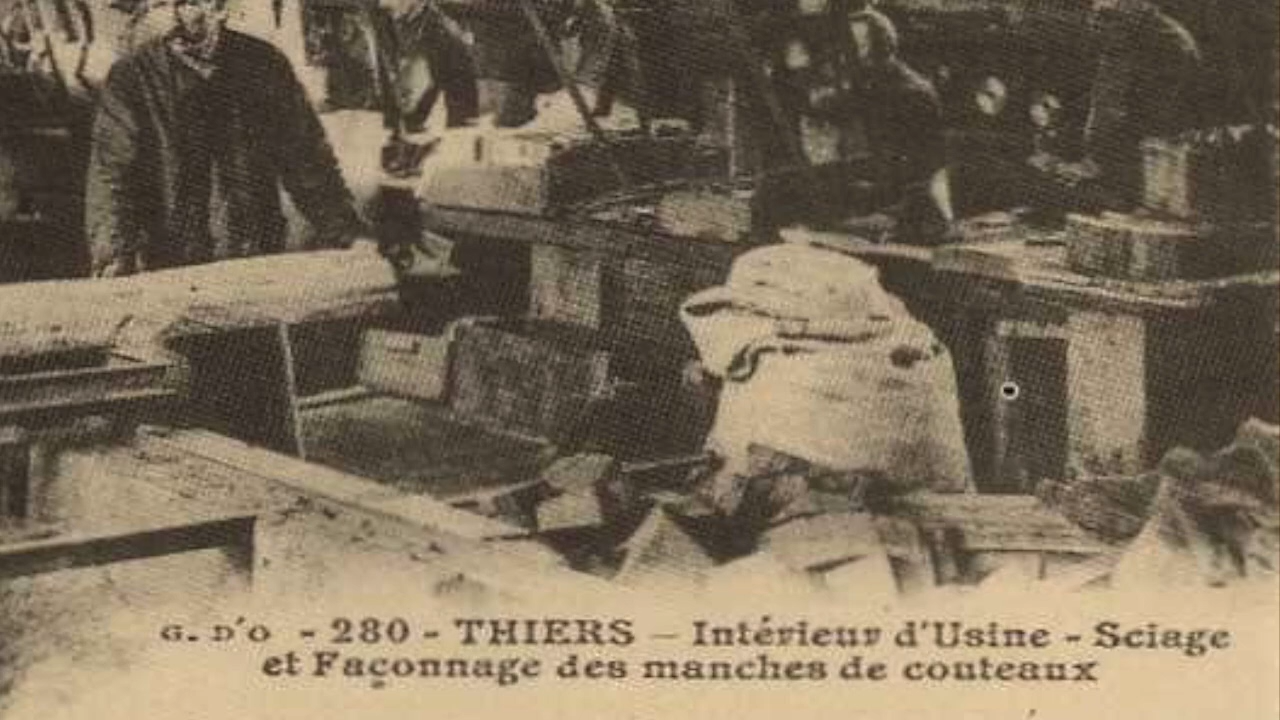 G. D'O - 280 - THIERS - Intérieur d'Usine - Sciage
et Façonnage des manches de couteaux